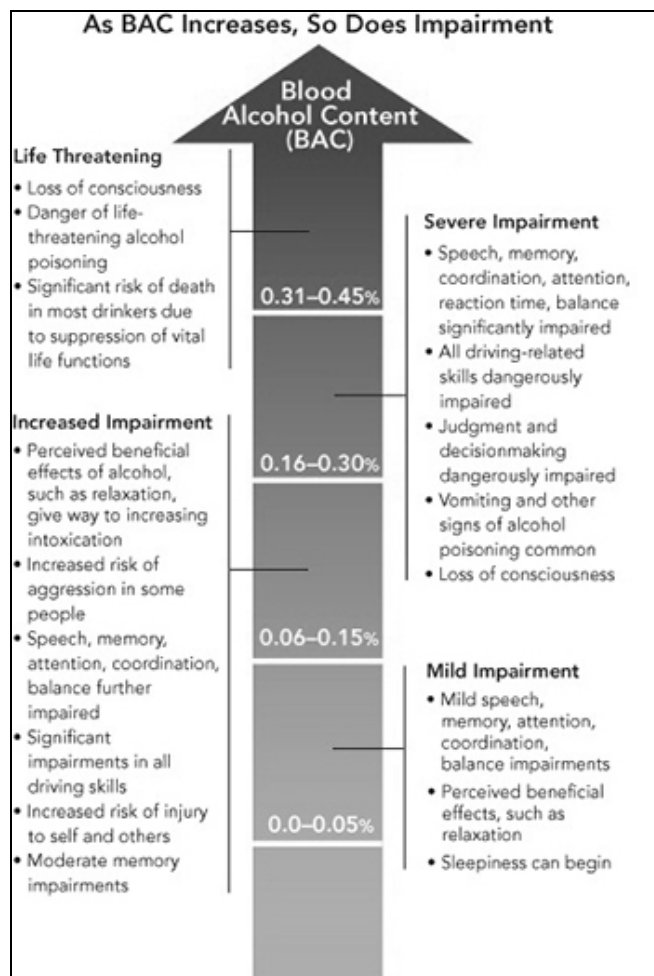 As BAC Increases, So Does Impairment
Blood
Alcohol Content
(BAC)
Life Threatening
• Loss of consciousness
• Danger of life-
threatening alcohol
poisoning
• Significant risk of death
in most drinkers due
to suppression of vital
life functions
0.31–0.45%
Severe Impairment
• Speech, memory,
coordination, attention,
reaction time, balance
significantly impaired
• All driving-related
skills dangerously
impaired
• Judgment and
decisionmaking
dangerously impaired
• Vomiting and other
signs of alcohol
poisoning common
• Loss of consciousness
0.16–0.30%
Increased Impairment
• Perceived beneficial
effects of alcohol,
such as relaxation,
give way to increasing
intoxication
• Increased risk of
aggression in some
people
• Speech, memory,
attention, coordination,
balance further
impaired
• Significant
impairments in all
driving skills
• Increased risk of injury
to self and others
• Moderate memory
impairments
0.06–0.15%
Mild Impairment
• Mild speech,
memory, attention,
coordination,
balance impairments
• Perceived beneficial
effects, such as
relaxation
• Sleepiness can begin
0.0–0.05%